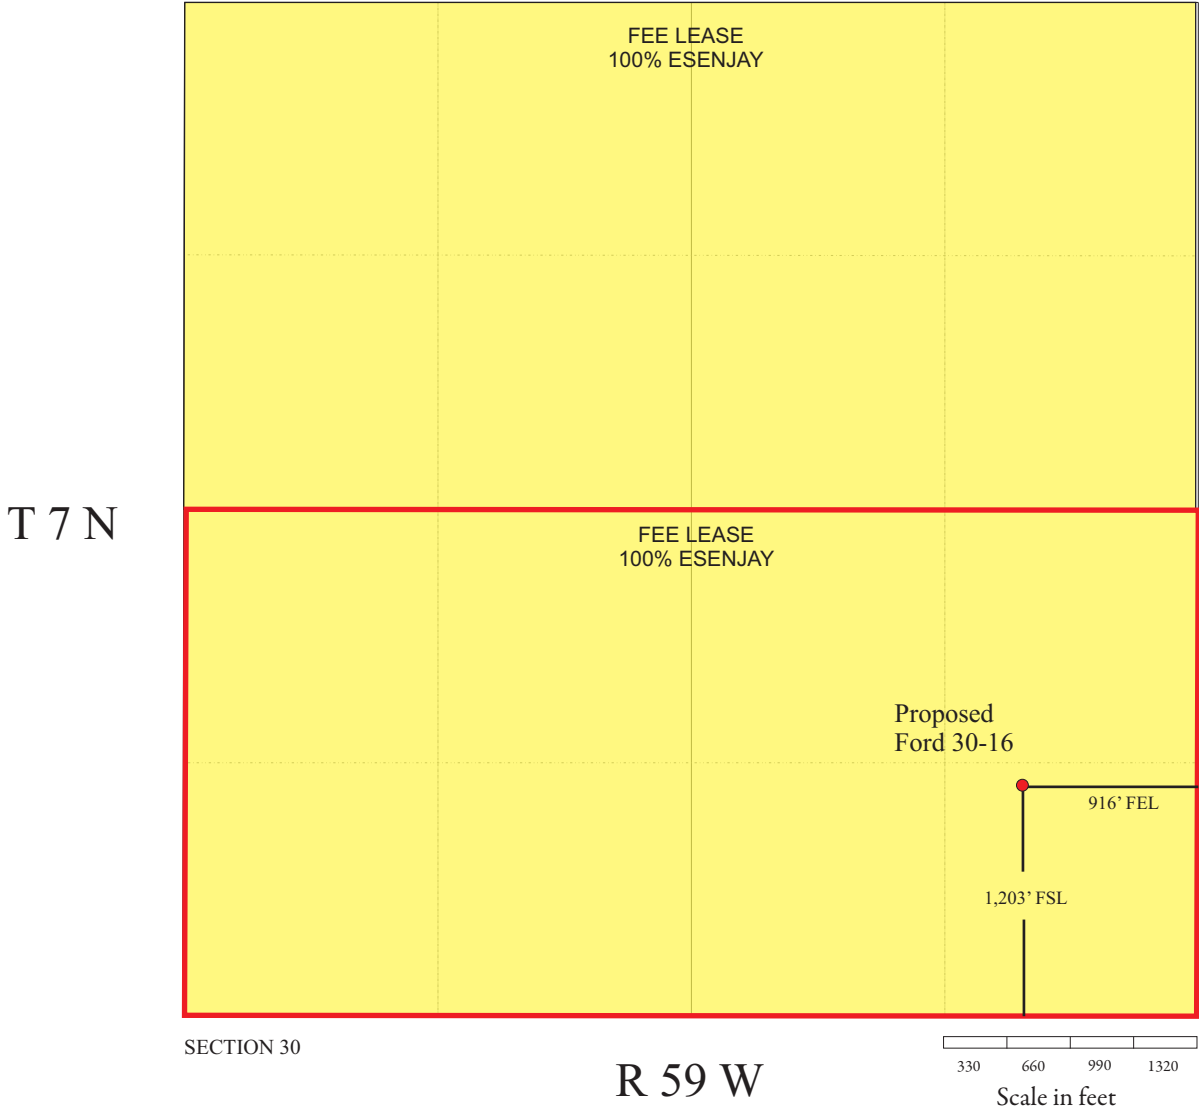 FEE LEASE
100% ESENJAY
T 7 N
FEE LEASE
100% ESENJAY
Proposed
Ford 30-16
916’ FEL
1,203’ FSL
SECTION 30
R 59 W
330 660 990 1320
Scale in feet